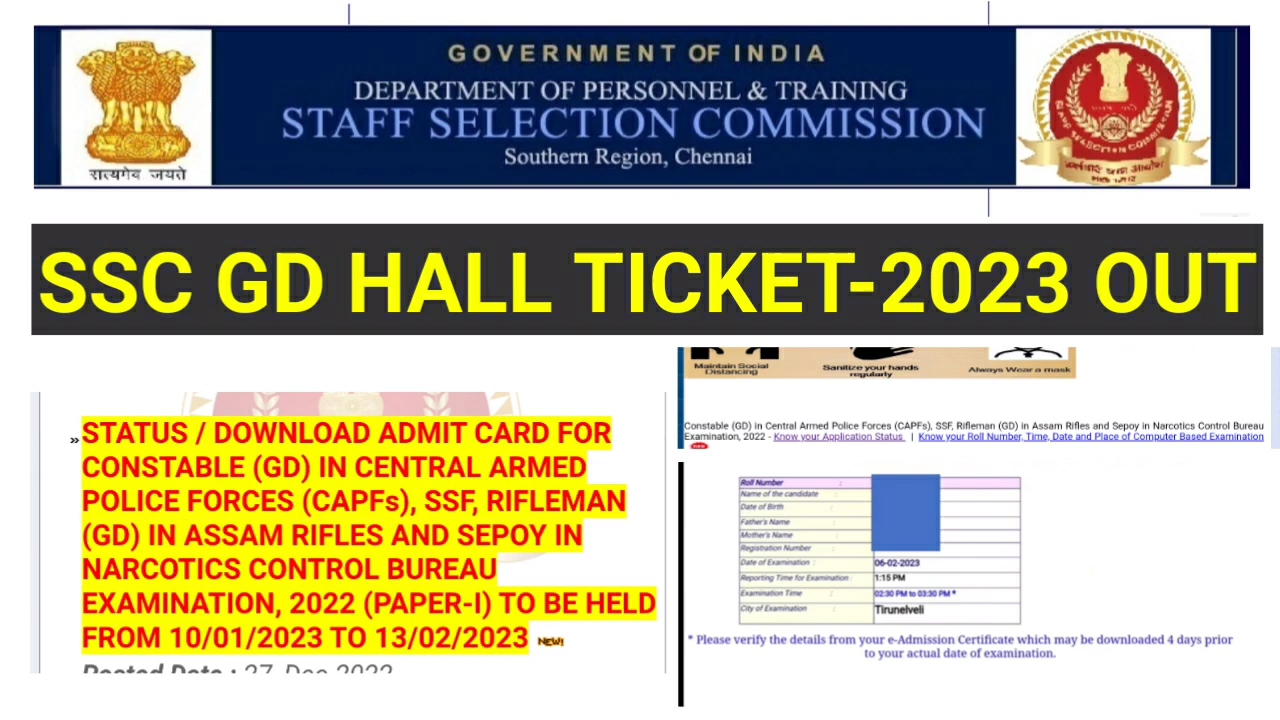 GOVERNMENT OF INDIA
DEPARTMENT OF PERSONNEL & TRAINING
STAFF SELECTION COMMISSION
Southern Region, Chennai
सत्यमेव जयते
STAFF SELECTION COMMISSION
SSC GD HALL TICKET-2023 OUT
» STATUS / DOWNLOAD ADMIT CARD FOR
CONSTABLE (GD) IN CENTRAL ARMED
POLICE FORCES (CAPFs), SSF, RIFLEMAN
(GD) IN ASSAM RIFLES AND SEPOY IN
NARCOTICS CONTROL BUREAU
EXAMINATION, 2022 (PAPER-I) TO BE HELD
FROM 10/01/2023 TO 13/02/2023 NEW!
Posted Date : 27, Dec 2022
Maintain Social
Distancing
Sanitize your hands
regularly
Always Wear a mask
Constable (GD) in Central Armed Police Forces (CAPFs), SSF, Rifleman (GD) in Assam Rifles and Sepoy in Narcotics Control Bureau
Examination, 2022 - Know your Application Status | Know your Roll Number, Time, Date and Place of Computer Based Examination
Roll Number :
Name of the candidate :
Date of Birth :
Father's Name :
Mother's Name :
Registration Number :
Date of Examination : 06-02-2023
Reporting Time for Examination : 1:15 PM
Examination Time : 02:30 PM to 03:30 PM *
City of Examination : Tirunelveli
* Please verify the details from your e-Admission Certificate which may be downloaded 4 days prior
to your actual date of examination.